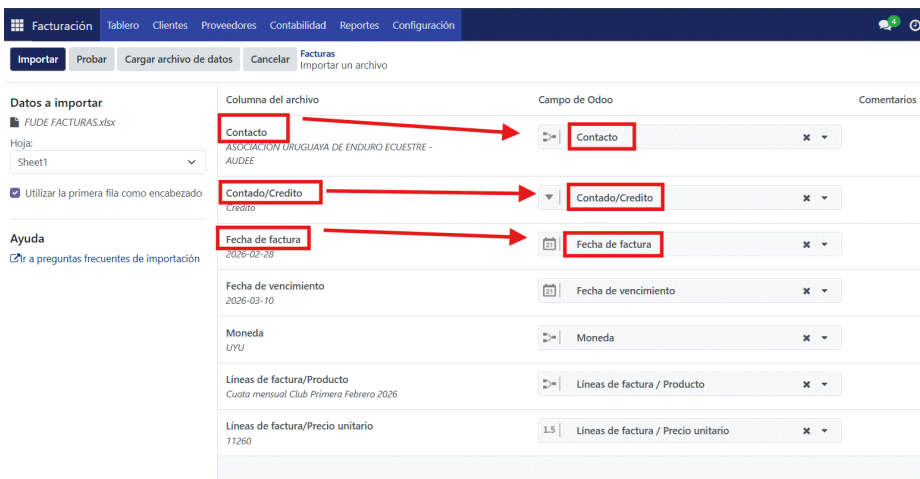 Facturación Tablero Clientes Proveedores Contabilidad Reportes Configuración 4
Importar Probar Cargar archivo de datos Cancelar Facturas
Importar un archivo
Datos a importar
FUDE FACTURAS.xlsx
Hoja:
Sheet1
Utilizar la primera fila como encabezado
Ayuda
Ir a preguntas frecuentes de importación
Columna del archivo Campo de Odoo Comentarios
Contacto Contacto
ASOCIACION URUGUAYA DE ENDURO ECUESTRE -
AUDEE
Contado/Credito Contado/Credito
Credito
Fecha de factura 21 Fecha de factura
2026-02-28
Fecha de vencimiento 21 Fecha de vencimiento
2026-03-10
Moneda Moneda
UYU
Líneas de factura/Producto Líneas de factura / Producto
Cuota mensual Club Primera Febrero 2026
Líneas de factura/Precio unitario 1.5 Líneas de factura / Precio unitario
11260